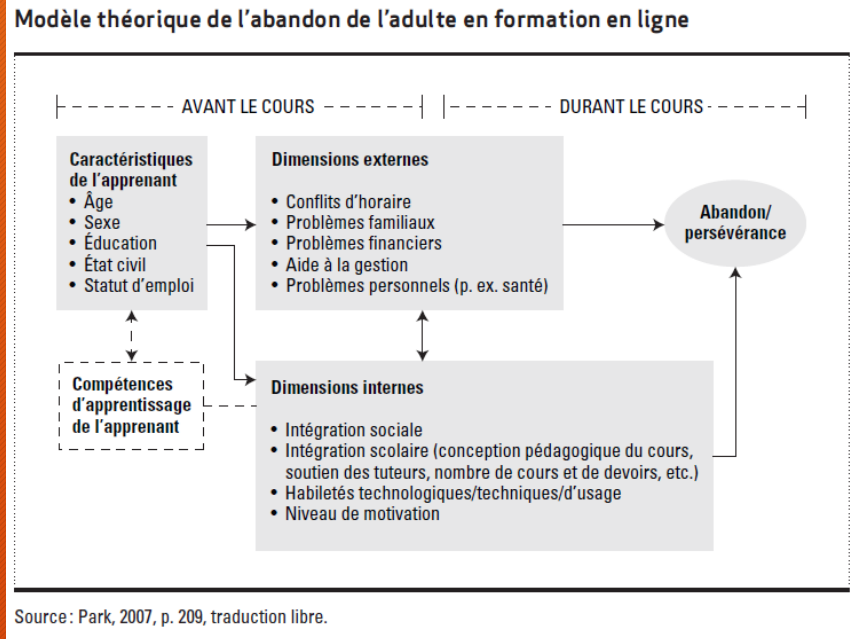 Modèle théorique de l'abandon de l'adulte en formation en ligne
AVANT LE COURS
DURANT LE COURS
Caractéristiques
de l'apprenant
• Âge
• Sexe
• Éducation
• État civil
• Statut d'emploi
Dimensions externes
• Conflits d'horaire
• Problèmes familiaux
• Problèmes financiers
• Aide à la gestion
• Problèmes personnels (p. ex. santé)
Abandon/
persévérance
Compétences
d'apprentissage
de l'apprenant
Dimensions internes
• Intégration sociale
• Intégration scolaire (conception pédagogique du cours,
soutien des tuteurs, nombre de cours et de devoirs, etc.)
• Habiletés technologiques/techniques/d'usage
• Niveau de motivation
Source : Park, 2007, p. 209, traduction libre.